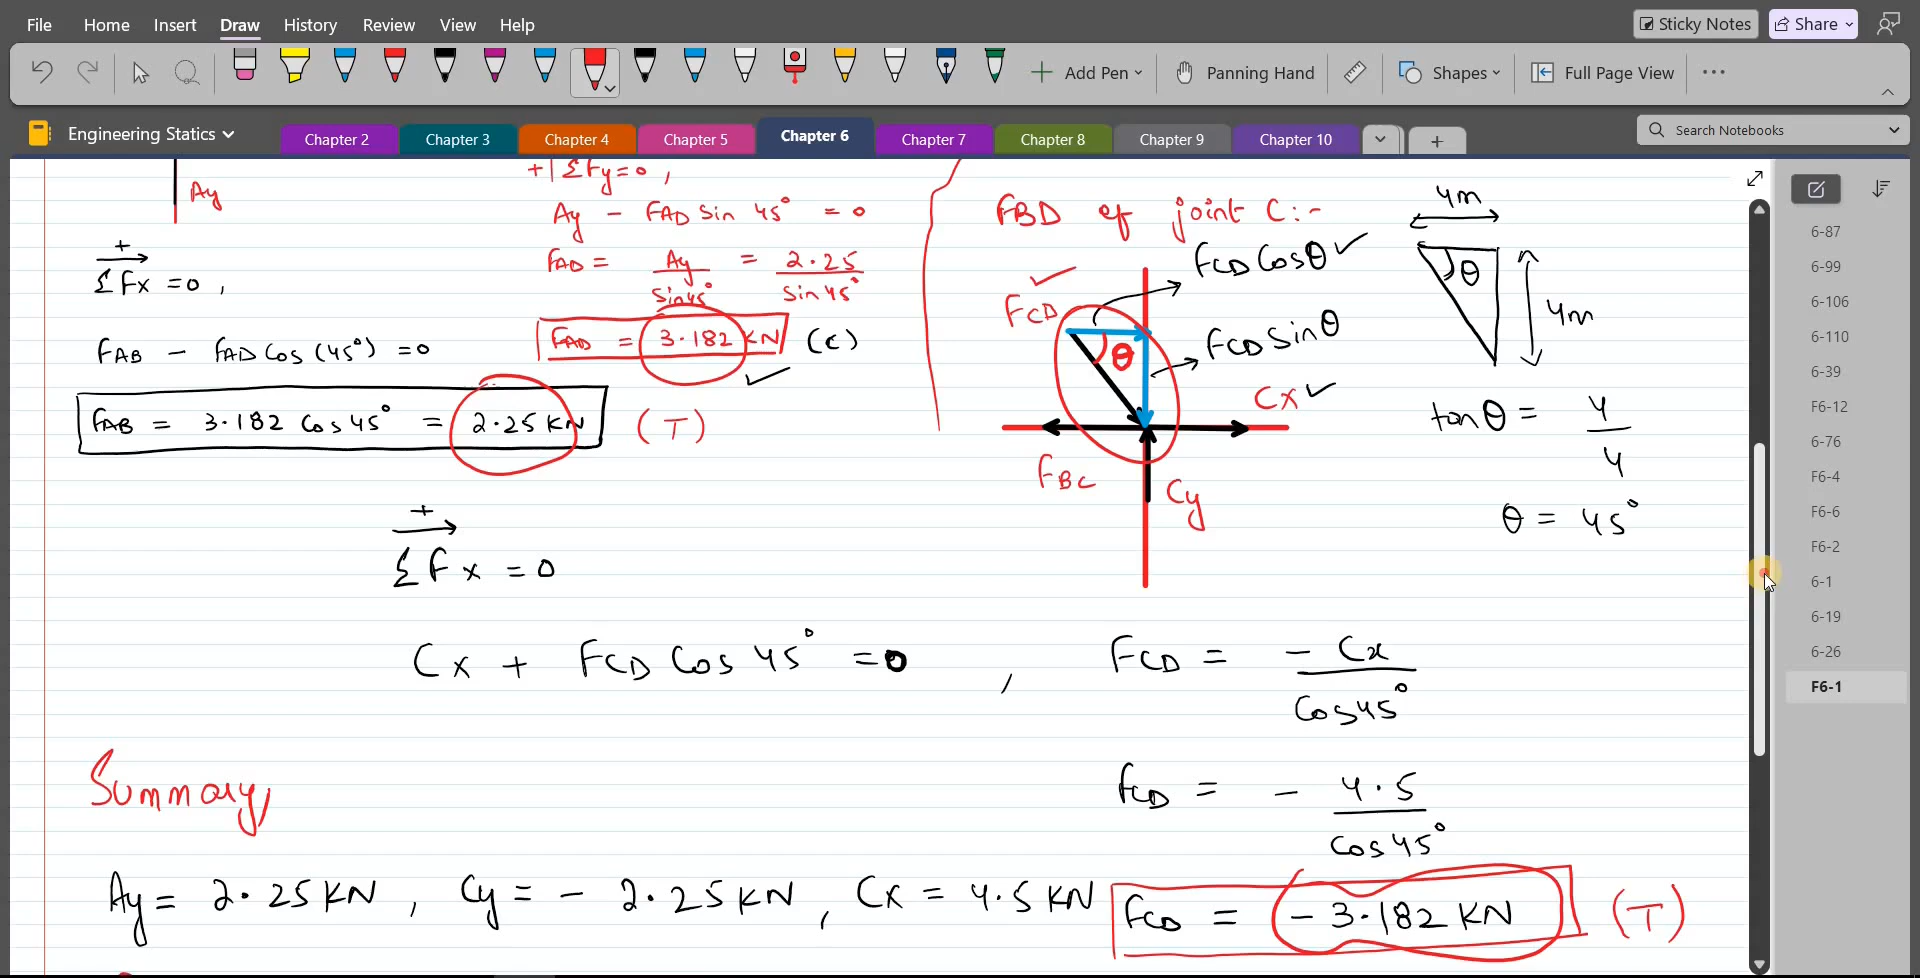 File Home Insert Draw History Review View Help
Sticky Notes Share
Add Pen Panning Hand Shapes Full Page View
Engineering Statics Chapter 2 Chapter 3 Chapter 4 Chapter 5 Chapter 6 Chapter 7 Chapter 8 Chapter 9 Chapter 10
Search Notebooks
Ay
+
ΣFx = 0 ,
FAB - FAD Cos (45°) = 0
FAB = 3.182 Cos 45° = 2.25 KN (T)
+| ΣFy = 0 ,
Ay - FAD Sin 45° = 0
FAD = Ay / Sin45° = 2.25 / Sin 45°
FAD = 3.182 KN (C)
FBD of joint C:-
FCD Cosθ
FCD
θ
FCD Sinθ
Cx
FBC
Cy
4m
θ
4m
tanθ = 4 / 4
θ = 45°
+
ΣFx = 0
Cx + FCD Cos 45° = 0 , FCD = - Cx / Cos45°
FCD = - 4.5 / Cos45°
FCD = - 3.182 KN (T)
Summary,
Ay = 2.25 KN , Cy = - 2.25 KN , Cx = 4.5 KN
6-87
6-99
6-106
6-110
6-39
F6-12
6-76
F6-4
F6-6
F6-2
6-1
6-19
6-26
F6-1